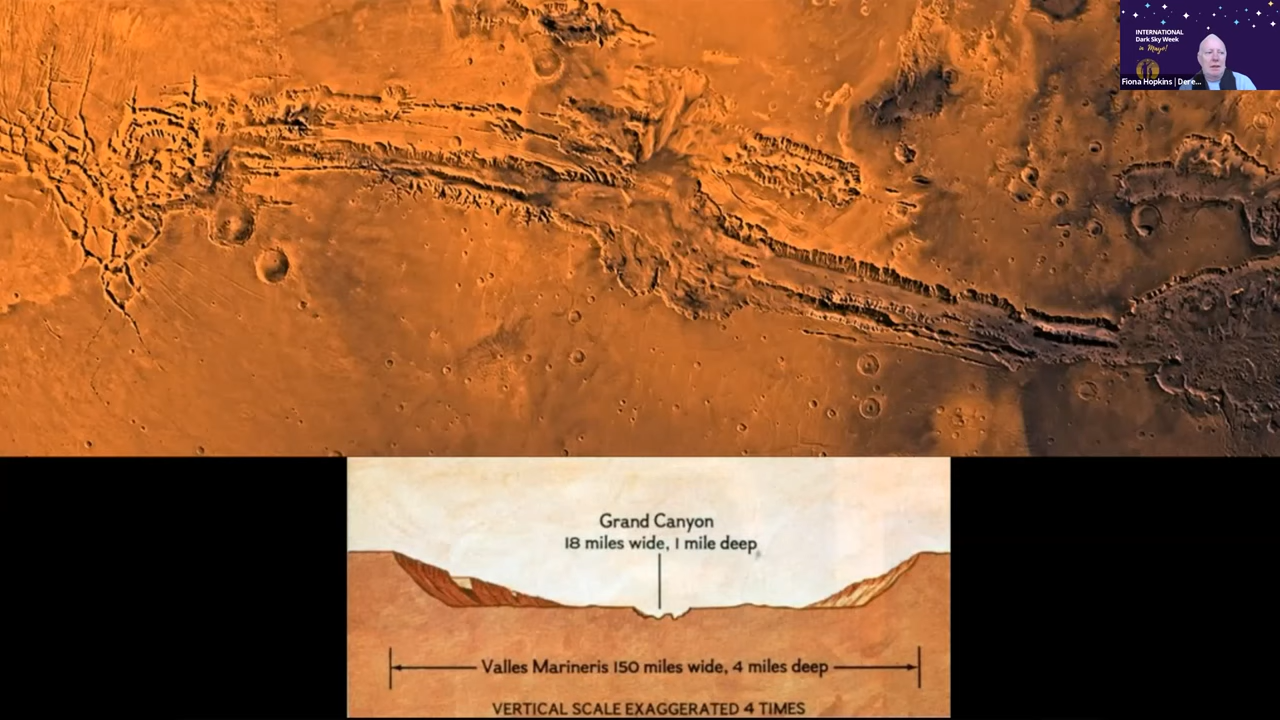 INTERNATIONAL
Dark Sky Week
in Mayo!
Fiona Hopkins | Dere...
Grand Canyon
18 miles wide, 1 mile deep
Valles Marineris 150 miles wide, 4 miles deep
VERTICAL SCALE EXAGGERATED 4 TIMES